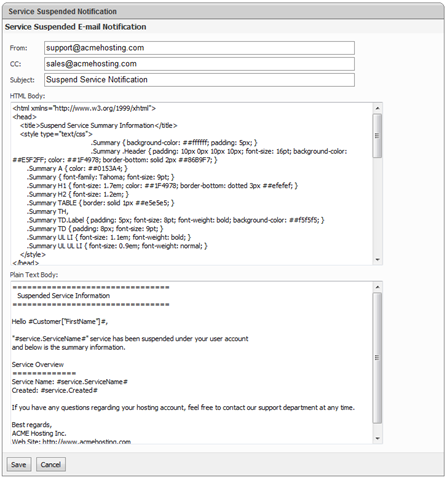 Service Suspended Notification
Service Suspended E-mail Notification
From: support@acmehosting.com
CC: sales@acmehosting.com
Subject: Suspend Service Notification
HTML Body:
<html xmlns="http://www.w3.org/1999/xhtml">
<head>
<title>Suspend Service Summary Information</title>
<style type="text/css">
.Summary { background-color: ##ffffff; padding: 5px; }
.Summary .Header { padding: 10px 0px 10px 10px; font-size: 16pt; background-color:
##E5F2FF; color: ##1F4978; border-bottom: solid 2px ##86B9F7; }
.Summary A { color: ##0153A4; }
.Summary { font-family: Tahoma; font-size: 9pt; }
.Summary H1 { font-size: 1.7em; color: ##1F4978; border-bottom: dotted 3px ##efefef; }
.Summary H2 { font-size: 1.2em; }
.Summary TABLE { border: solid 1px ##e5e5e5; }
.Summary TH,
.Summary TD.Label { padding: 5px; font-size: 8pt; font-weight: bold; background-color: ##f5f5f5; }
.Summary TD { padding: 8px; font-size: 9pt; }
.Summary UL LI { font-size: 1.1em; font-weight: bold; }
.Summary UL UL LI { font-size: 0.9em; font-weight: normal; }
</style>
</head>
Plain Text Body:
=================================
Suspended Service Information
=================================
Hello #Customer["FirstName"]#,
"#service.ServiceName#" service has been suspended under your user account
and below is the summary information.
Service Overview
=============
Service Name: #service.ServiceName#
Created: #service.Created#
If you have any questions regarding your hosting account, feel free to contact our support department at any time.
Best regards,
ACME Hosting Inc.
Web Site: http://www.acmehosting.com
Save Cancel